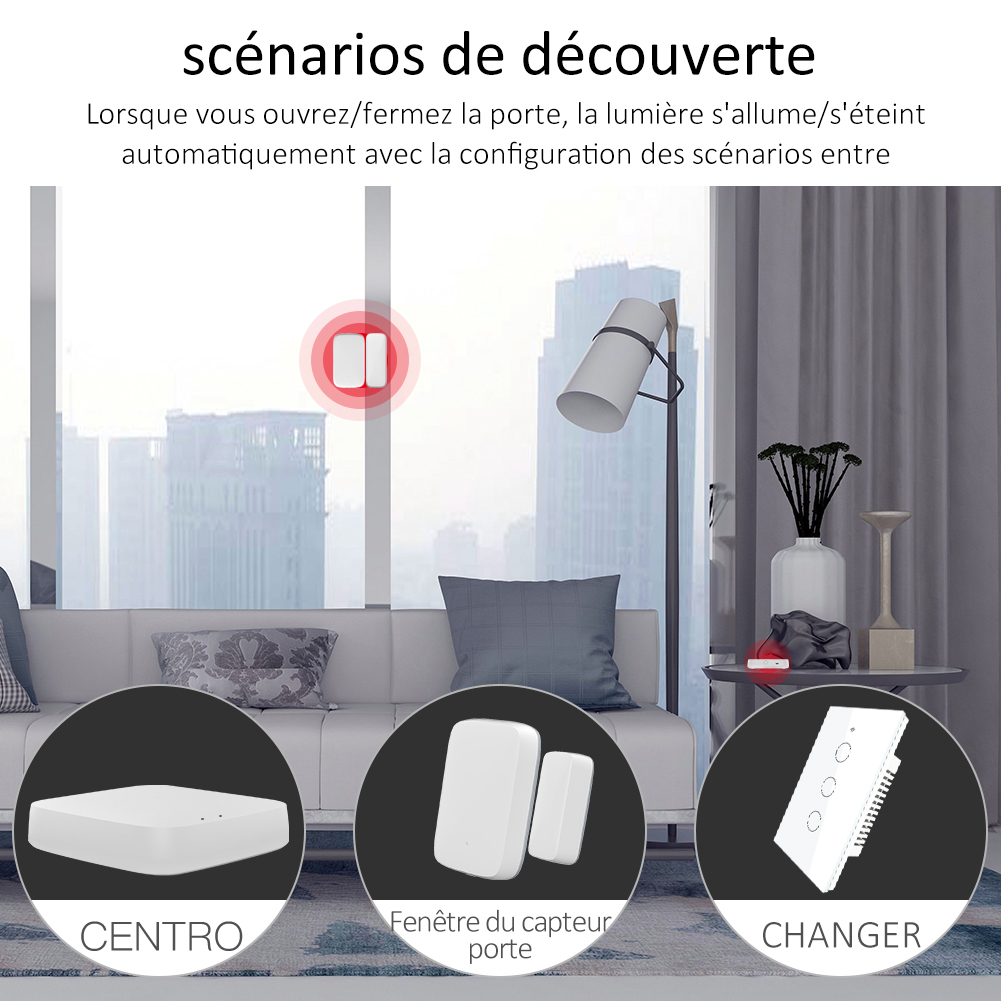 scénarios de découverte
Lorsque vous ouvrez/fermez la porte, la lumière s'allume/s'éteint
automatiquement avec la configuration des scénarios entre
CENTRO
Fenêtre du capteur
porte
CHANGER